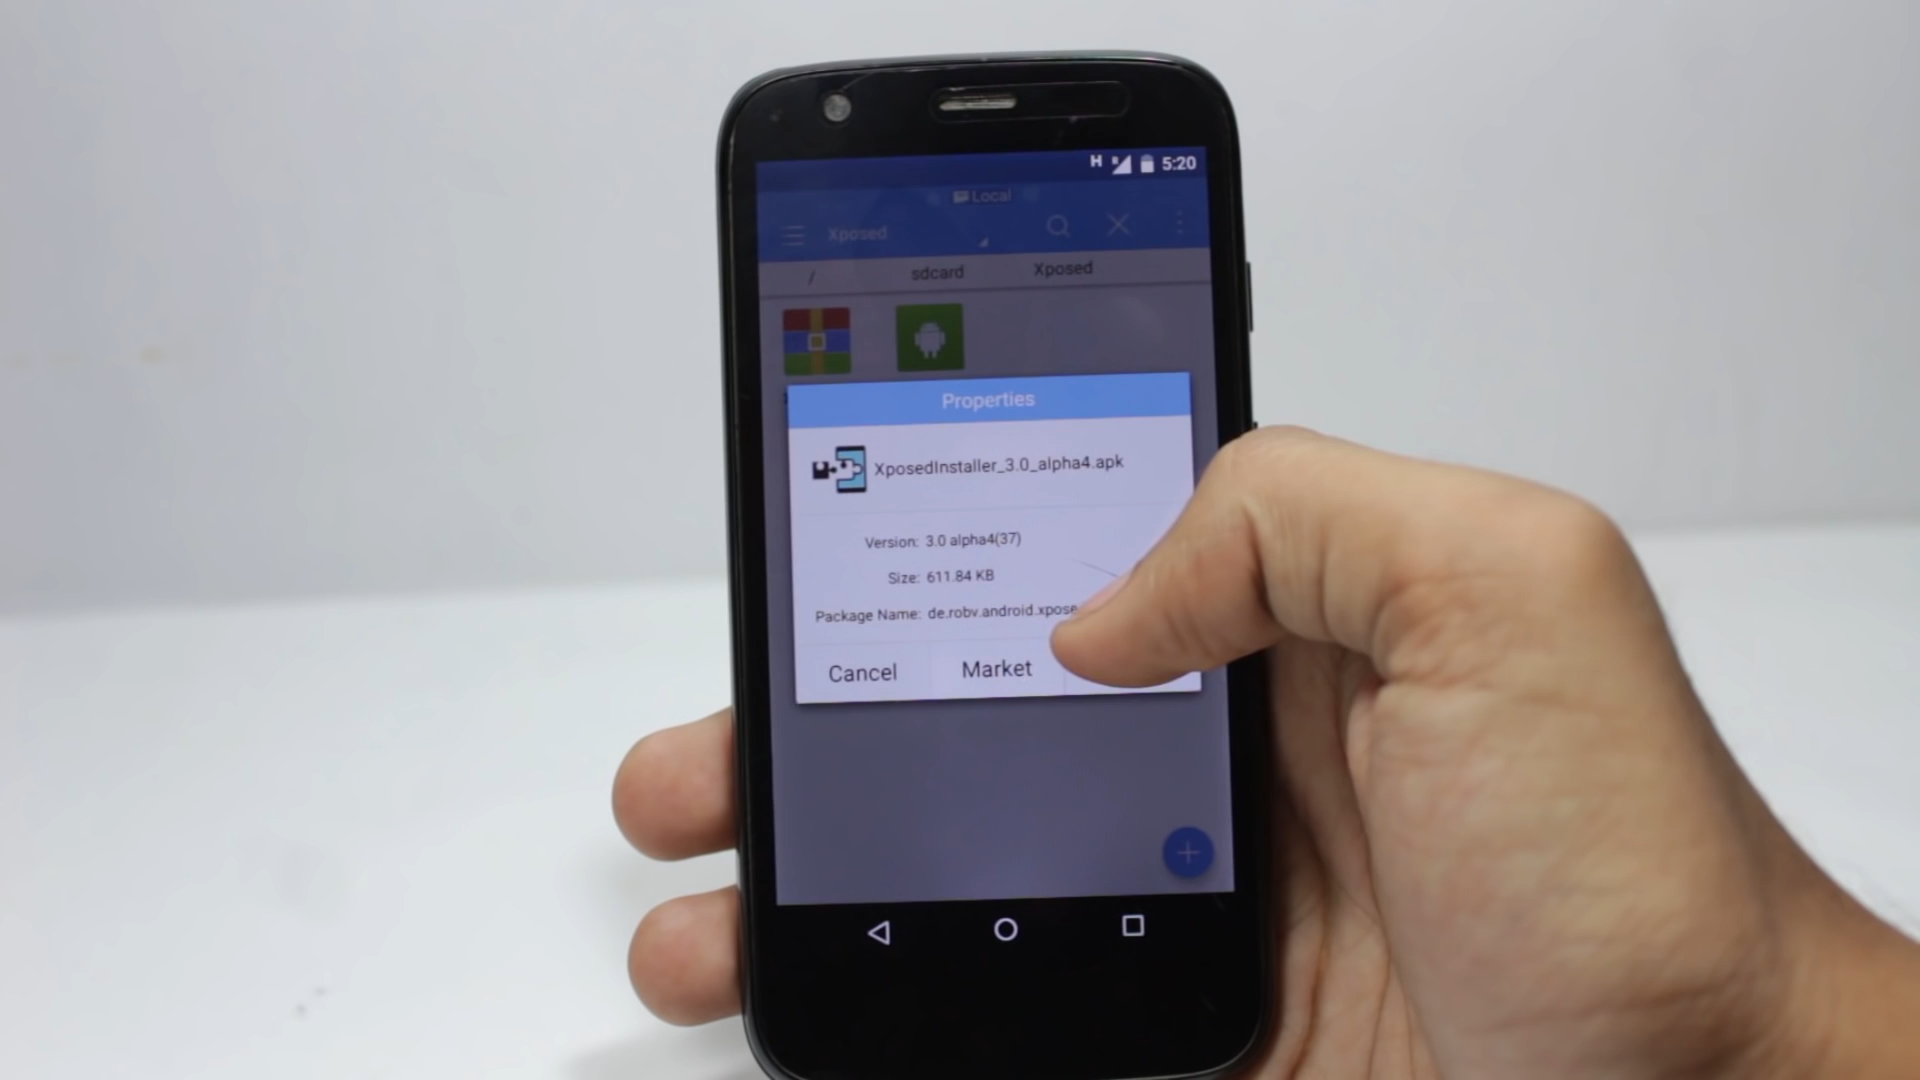 H 5:20
Local
Xposed
/ sdcard Xposed
Properties
XposedInstaller_3.0_alpha4.apk
Version: 3.0 alpha4(37)
Size: 611.84 KB
Package Name: de.robv.android.xpose
Cancel Market